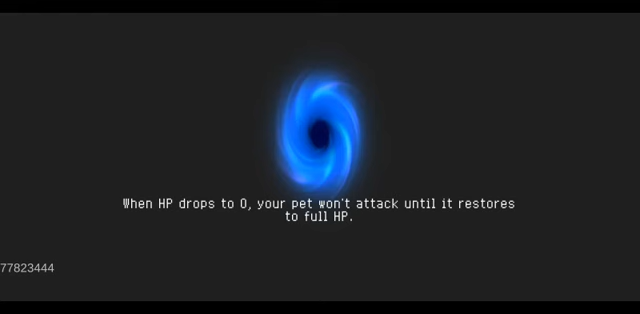 When HP drops to 0, your pet won't attack until it restores
to full HP.
77823444